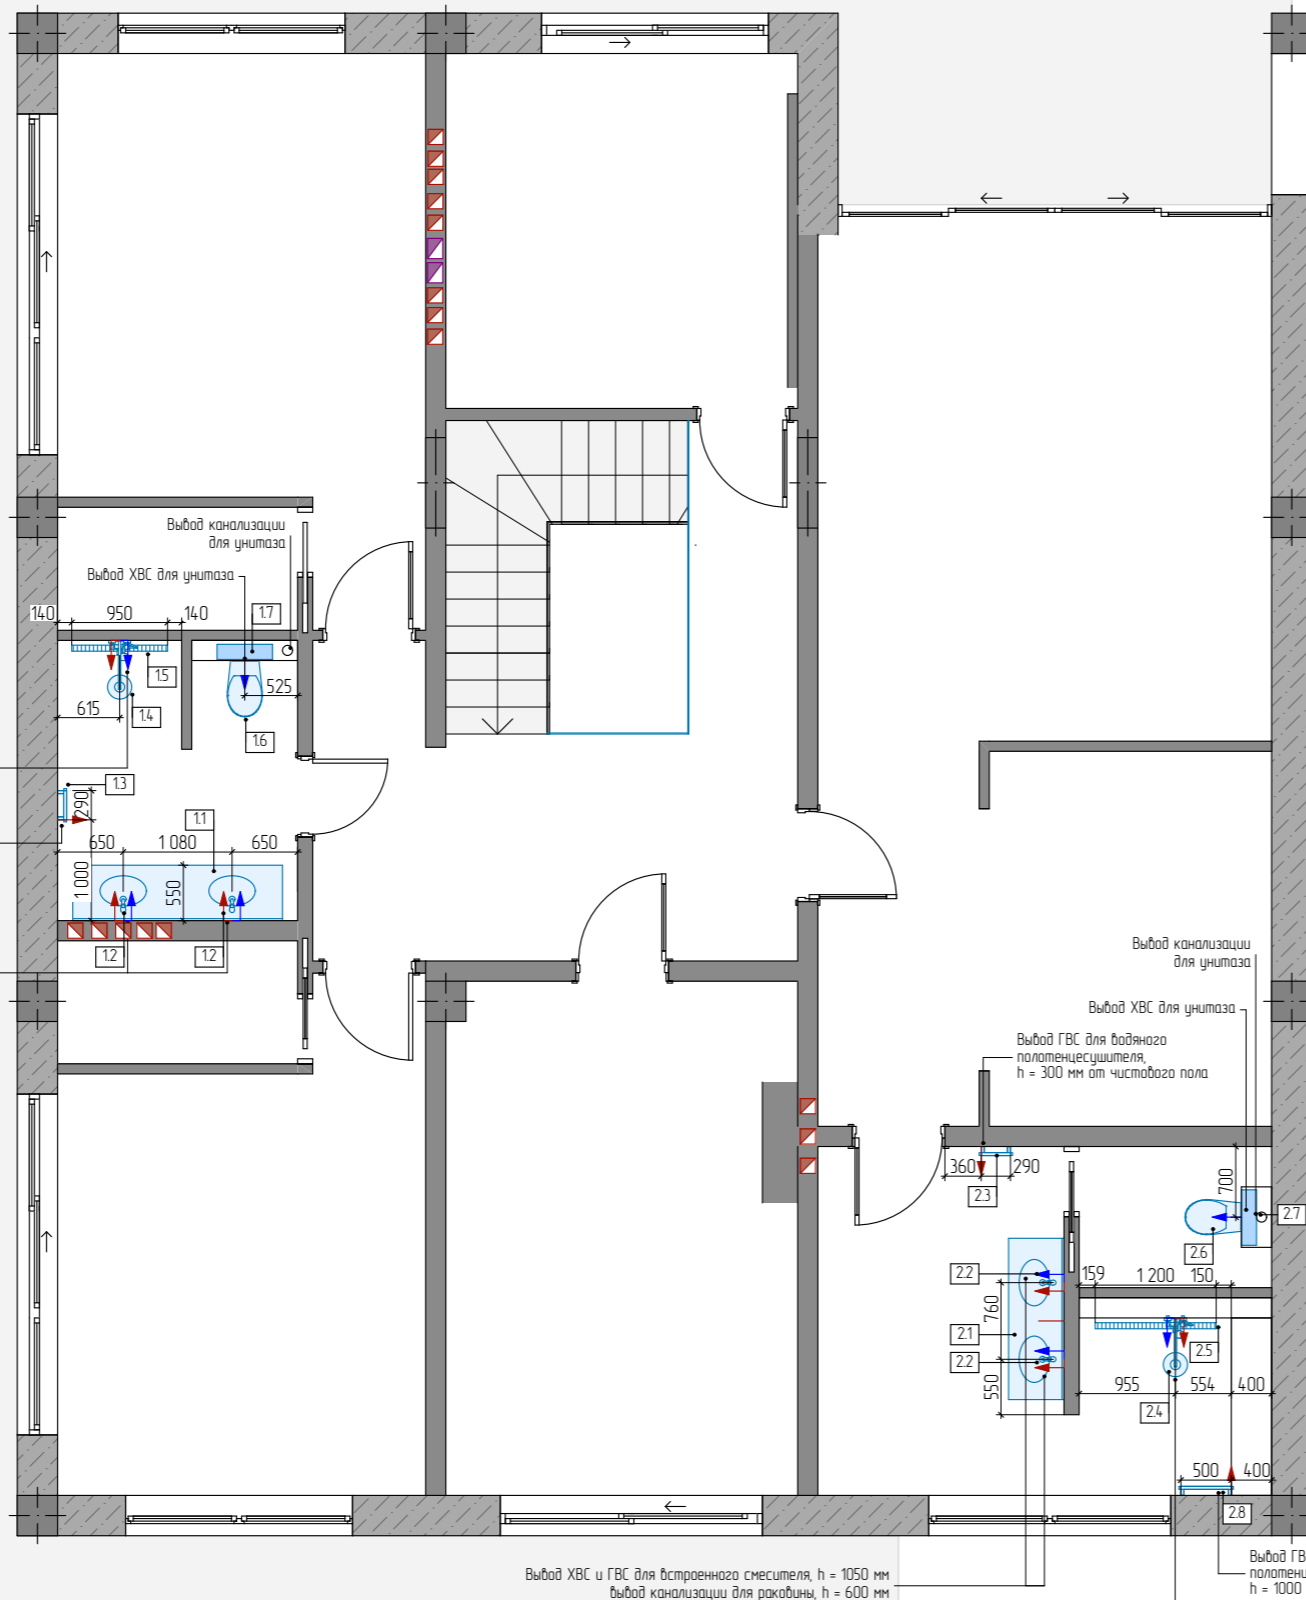 Вывод канализации
для унитаза
Вывод ХВС для унитаза
1.7
140
950
140
1.5
525
615
1.4
1.6
1.3
290
1.1
650
1 080
650
1 000
550
1.2
1.2
Вывод канализации
для унитаза
Вывод ХВС для унитаза
Вывод ГВС для водяного
полотенцесушителя,
h = 300 мм от чистового пола
360
290
2.3
700
2.7
2.6
2.2
159
1 200
150
760
2.1
2.5
2.2
550
955
554
400
2.4
500
400
2.8
Вывод ХВС и ГВС для встроенного смесителя, h = 1050 мм
вывод канализации для раковины, h = 600 мм
Вывод ГВ
полотенц
h = 1000